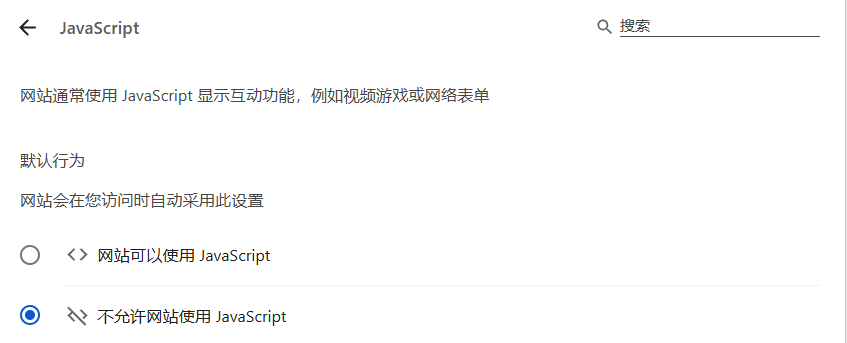 JavaScript
搜索
网站通常使用 JavaScript 显示互动功能，例如视频游戏或网络表单
默认行为
网站会在您访问时自动采用此设置
网站可以使用 JavaScript
不允许网站使用 JavaScript